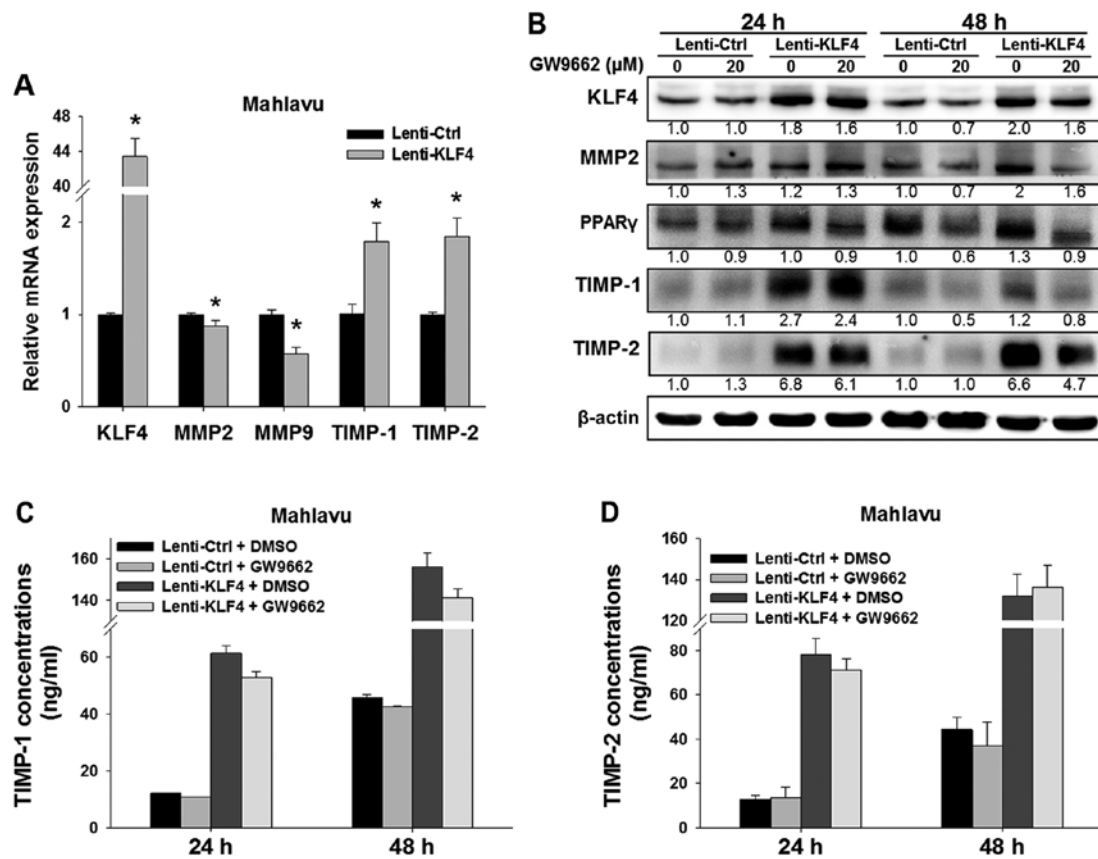 A
Mahlavu
Relative mRNA expression
48
44
40
2
1
0
Lenti-Ctrl
Lenti-KLF4
*
*
*
*
*
KLF4 MMP2 MMP9 TIMP-1 TIMP-2
B
24 h 48 h
Lenti-Ctrl Lenti-KLF4 Lenti-Ctrl Lenti-KLF4
GW9662 (μM) 0 20 0 20 0 20 0 20
KLF4
1.0 1.0 1.8 1.6 1.0 0.7 2.0 1.6
MMP2
1.0 1.3 1.2 1.3 1.0 0.7 2 1.6
PPARγ
1.0 0.9 1.0 0.9 1.0 0.6 1.3 0.9
TIMP-1
1.0 1.1 2.7 2.4 1.0 0.5 1.2 0.8
TIMP-2
1.0 1.3 6.8 6.1 1.0 1.0 6.6 4.7
β-actin
C
Mahlavu
TIMP-1 concentrations
(ng/ml)
160
140
60
40
20
0
Lenti-Ctrl + DMSO
Lenti-Ctrl + GW9662
Lenti-KLF4 + DMSO
Lenti-KLF4 + GW9662
24 h 48 h
D
Mahlavu
TIMP-2 concentrations
(ng/ml)
160
140
120
80
60
40
20
0
Lenti-Ctrl + DMSO
Lenti-Ctrl + GW9662
Lenti-KLF4 + DMSO
Lenti-KLF4 + GW9662
24 h 48 h